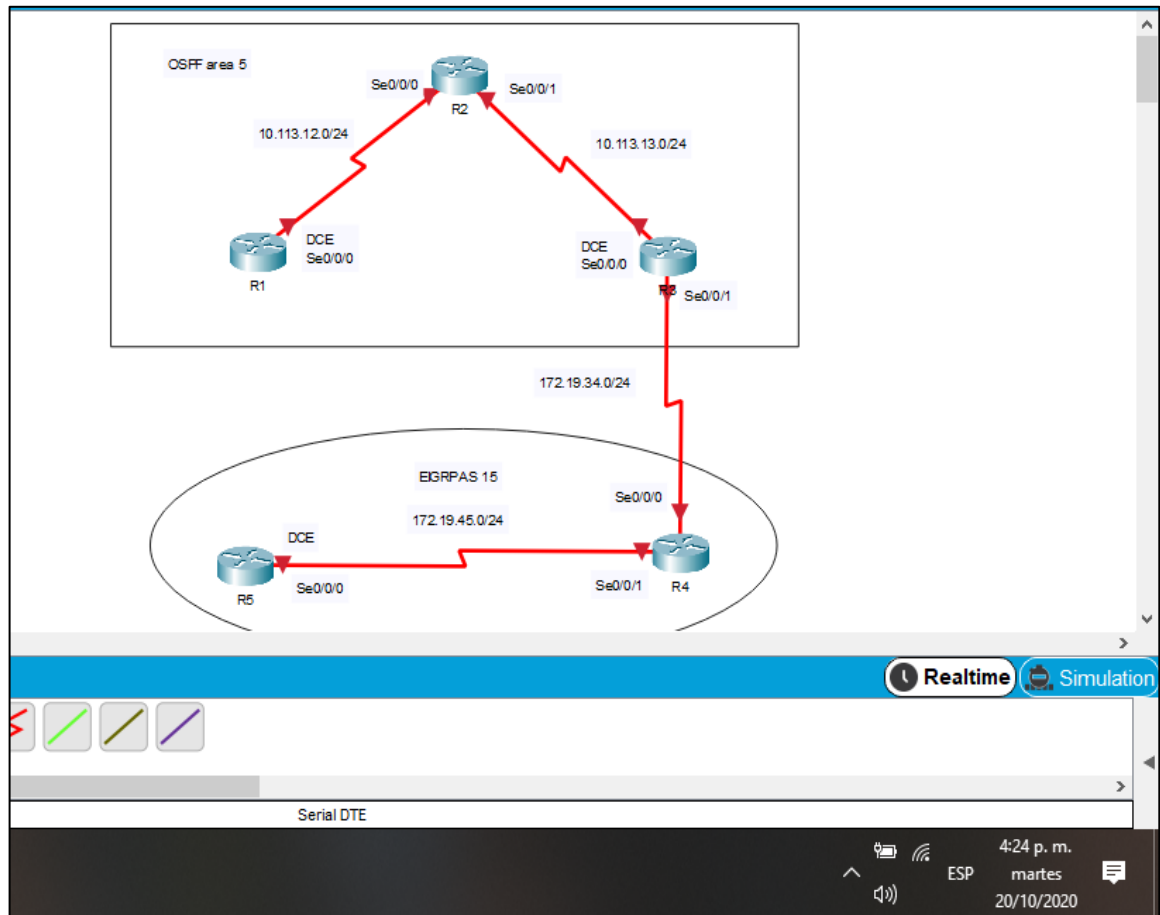 OSPF area 5
Se0/0/0
Se0/0/1
R2
10.113.12.0/24
10.113.13.0/24
DCE
Se0/0/0
R1
DCE
Se0/0/0
R3
Se0/0/1
172.19.34.0/24
EIGRPAS 15
172.19.45.0/24
Se0/0/0
DCE
R5
Se0/0/0
Se0/0/1
R4
Realtime
Simulation
Serial DTE
4:24 p. m.
ESP
martes
20/10/2020